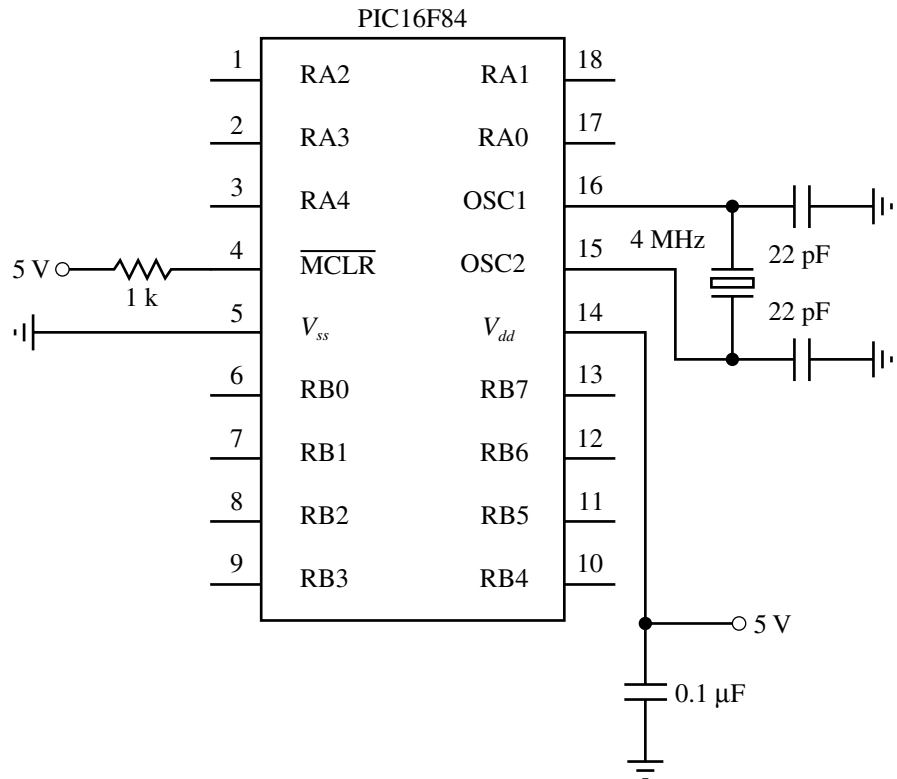 PIC16F84
1 RA2 RA1 18
2 RA3 RA0 17
3 RA4 OSC1 16
5 V 1 k 4 MCLR OSC2 15 4 MHz
22 pF
22 pF
5 Vss Vdd 14
6 RB0 RB7 13
7 RB1 RB6 12
8 RB2 RB5 11
9 RB3 RB4 10
5 V
0.1 µF